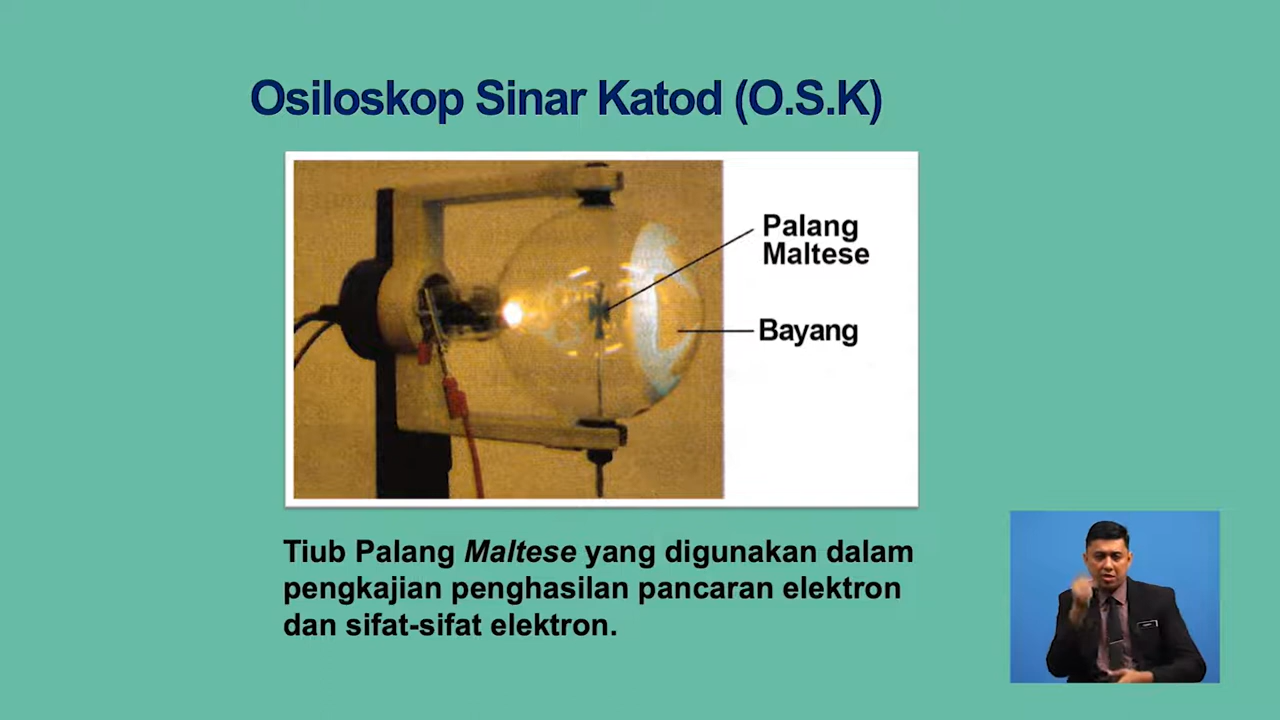 Osiloskop Sinar Katod (O.S.K)
Palang
Maltese
Bayang
Tiub Palang Maltese yang digunakan dalam
pengkajian penghasilan pancaran elektron
dan sifat-sifat elektron.